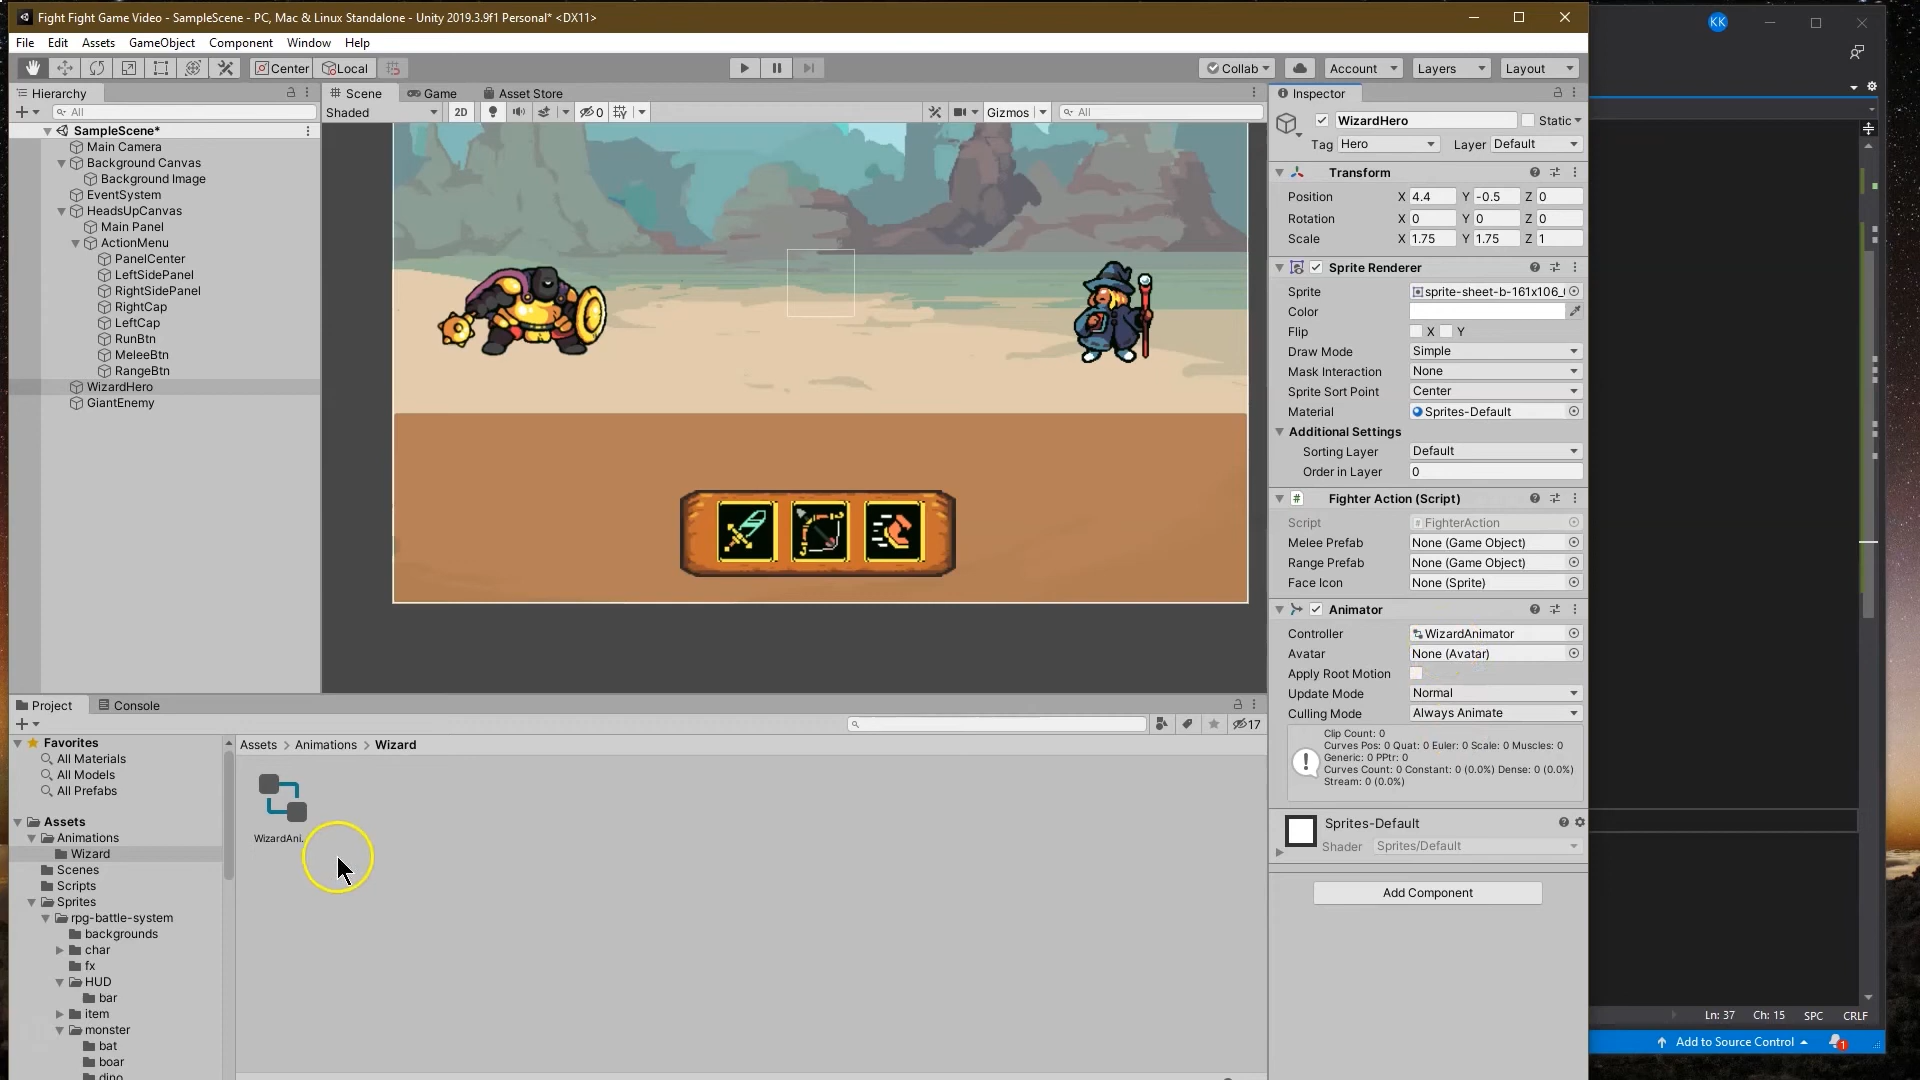 Fight Fight Game Video - SampleScene - PC, Mac & Linux Standalone - Unity 2019.3.9f1 Personal* <DX11>
KK
File Edit Assets GameObject Component Window Help
Center Local
Collab Account Layers Layout
Hierarchy
All
SampleScene*
Main Camera
Background Canvas
Background Image
EventSystem
HeadsUpCanvas
Main Panel
ActionMenu
PanelCenter
LeftSidePanel
RightSidePanel
RightCap
LeftCap
RunBtn
MeleeBtn
RangeBtn
WizardHero
GiantEnemy
Scene Game Asset Store
Shaded 2D 0 Gizmos All
Inspector
WizardHero Static
Tag Hero Layer Default
Transform
Position X 4.4 Y -0.5 Z 0
Rotation X 0 Y 0 Z 0
Scale X 1.75 Y 1.75 Z 1
Sprite Renderer
Sprite sprite-sheet-b-161x106_
Color
Flip X Y
Draw Mode Simple
Mask Interaction None
Sprite Sort Point Center
Material Sprites-Default
Additional Settings
Sorting Layer Default
Order in Layer 0
# Fighter Action (Script)
Script # FighterAction
Melee Prefab None (Game Object)
Range Prefab None (Game Object)
Face Icon None (Sprite)
Animator
Controller WizardAnimator
Avatar None (Avatar)
Apply Root Motion
Update Mode Normal
Culling Mode Always Animate
Clip Count: 0
Curves Pos: 0 Quat: 0 Euler: 0 Scale: 0 Muscles: 0
Generic: 0 PPtr: 0
Curves Count: 0 Constant: 0 (0.0%) Dense: 0 (0.0%)
Stream: 0 (0.0%)
Sprites-Default
Shader Sprites/Default
Add Component
Project Console
17
Favorites
All Materials
All Models
All Prefabs
Assets
Animations
Wizard
Scenes
Scripts
Sprites
rpg-battle-system
backgrounds
char
fx
HUD
bar
item
monster
bat
boar
dino
Assets > Animations > Wizard
WizardAni...
Ln: 37 Ch: 15 SPC CRLF
Add to Source Control 1